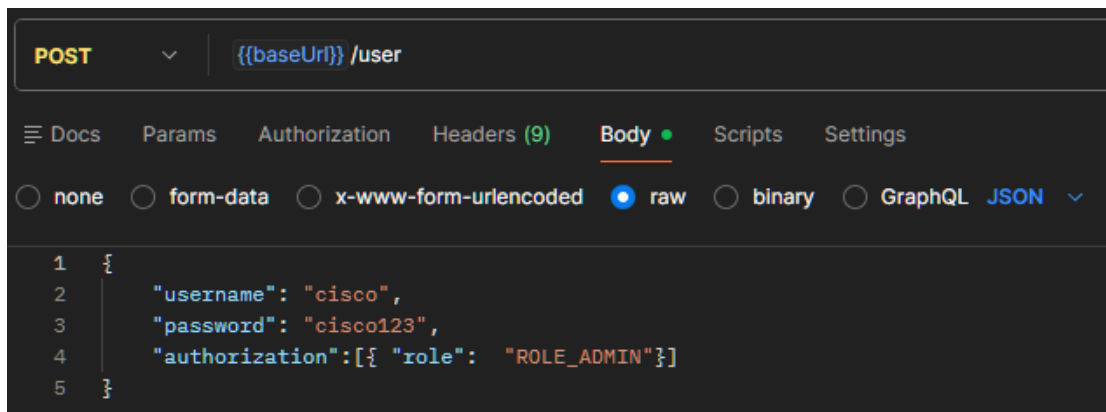 POST {{baseUrl}} /user
Docs Params Authorization Headers (9) Body Scripts Settings
none form-data x-www-form-urlencoded raw binary GraphQL JSON
1 {
2 "username": "cisco",
3 "password": "cisco123",
4 "authorization":[{ "role": "ROLE_ADMIN"}]
5 }